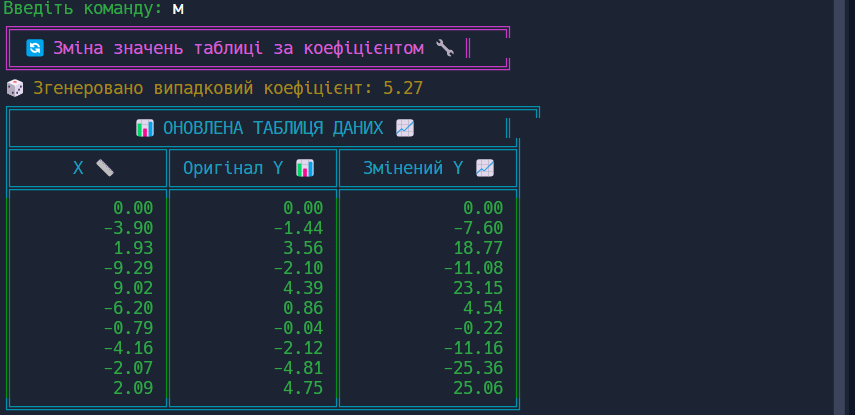 Введіть команду: м
🔄 Зміна значень таблиці за коефіцієнтом 🔧
🎲 Згенеровано випадковий коефіцієнт: 5.27
📊 ОНОВЛЕНА ТАБЛИЦЯ ДАНИХ 📈
X 📏 Оригінал Y 📊 Змінений Y 📈
0.00 0.00 0.00
-3.90 -1.44 -7.60
1.93 3.56 18.77
-9.29 -2.10 -11.08
9.02 4.39 23.15
-6.20 0.86 4.54
-0.79 -0.04 -0.22
-4.16 -2.12 -11.16
-2.07 -4.81 -25.36
2.09 4.75 25.06